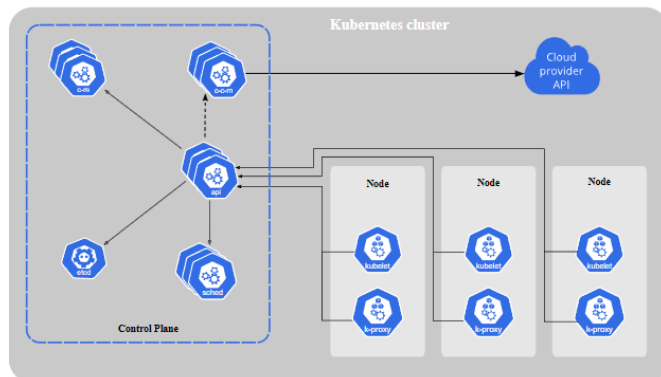 Kubernetes cluster
c-m
c-c-m
Cloud
provider
API
api
Node
Node
Node
etcd
sched
kubelet
kubelet
kubelet
k-proxy
k-proxy
k-proxy
Control Plane